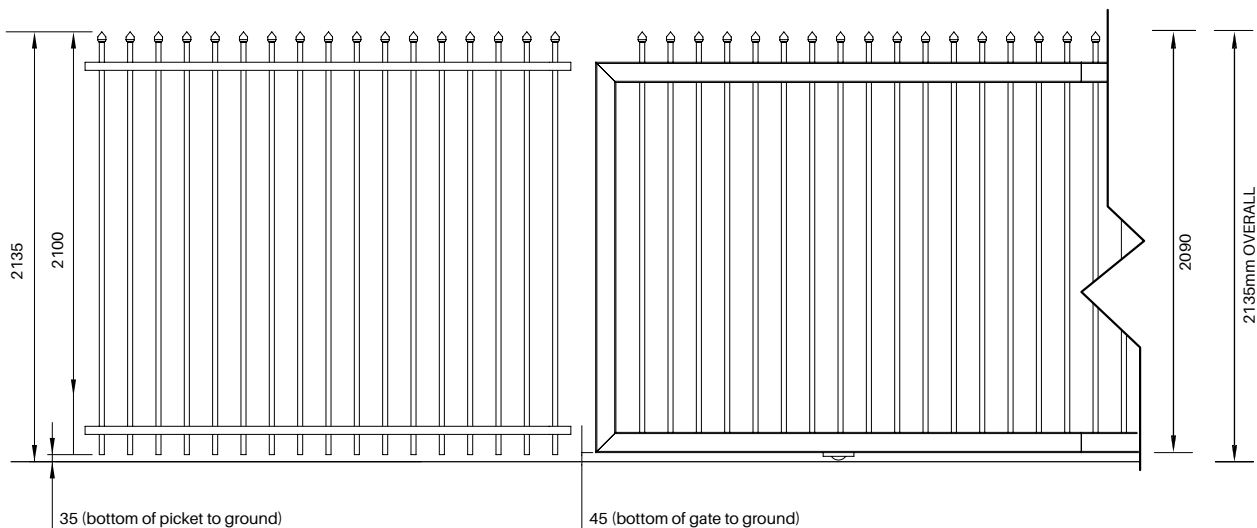 2135
2100
2090
2135mm OVERALL
35 (bottom of picket to ground)
45 (bottom of gate to ground)